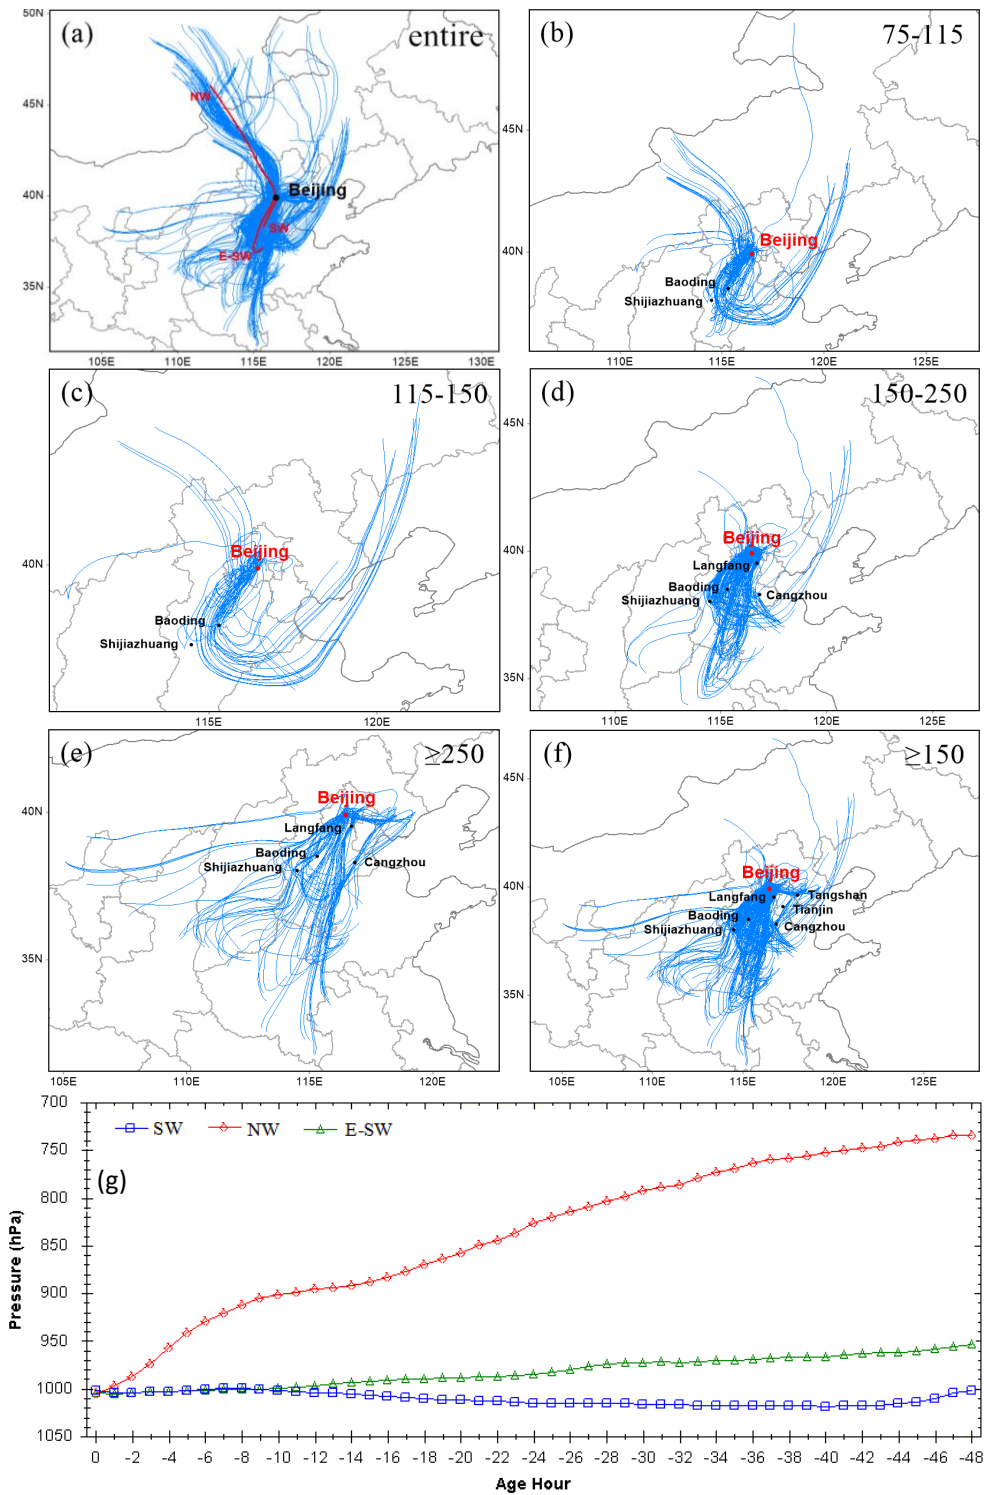 (a) entire
50N
45N
40N
35N
NW
Beijing
SW
E-SW
105E 110E 115E 120E 125E 130E
(b) 75-115
45N
40N
Beijing
Baoding
Shijiazhuang
110E 115E 120E 125E
(c) 115-150
40N
Beijing
Baoding
Shijiazhuang
115E 120E
(d) 150-250
45N
40N
35N
Beijing
Langfang
Baoding
Shijiazhuang
Cangzhou
110E 115E 120E 125E
(e) ≥250
40N
35N
Beijing
Langfang
Baoding
Shijiazhuang
Cangzhou
105E 110E 115E 120E
(f) ≥150
45N
40N
35N
Beijing
Langfang
Tangshan
Tianjin
Baoding
Shijiazhuang
Cangzhou
105E 110E 115E 120E 125E
(g)
SW NW E-SW
Pressure (hPa)
700
750
800
850
900
950
1000
1050
0 -2 -4 -6 -8 -10 -12 -14 -16 -18 -20 -22 -24 -26 -28 -30 -32 -34 -36 -38 -40 -42 -44 -46 -48
Age Hour